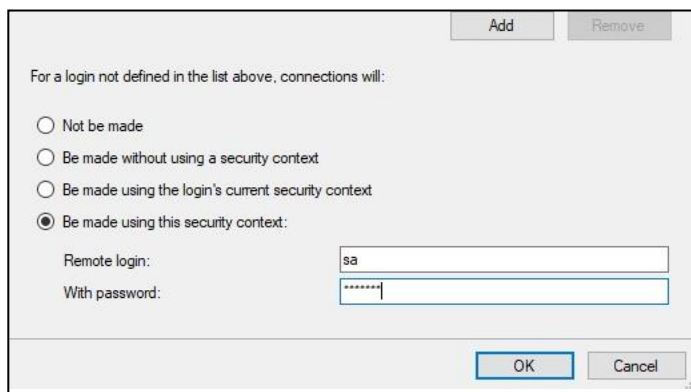 Add Remove
For a login not defined in the list above, connections will:
Not be made
Be made without using a security context
Be made using the login's current security context
Be made using this security context:
Remote login: sa
With password: *******
OK Cancel